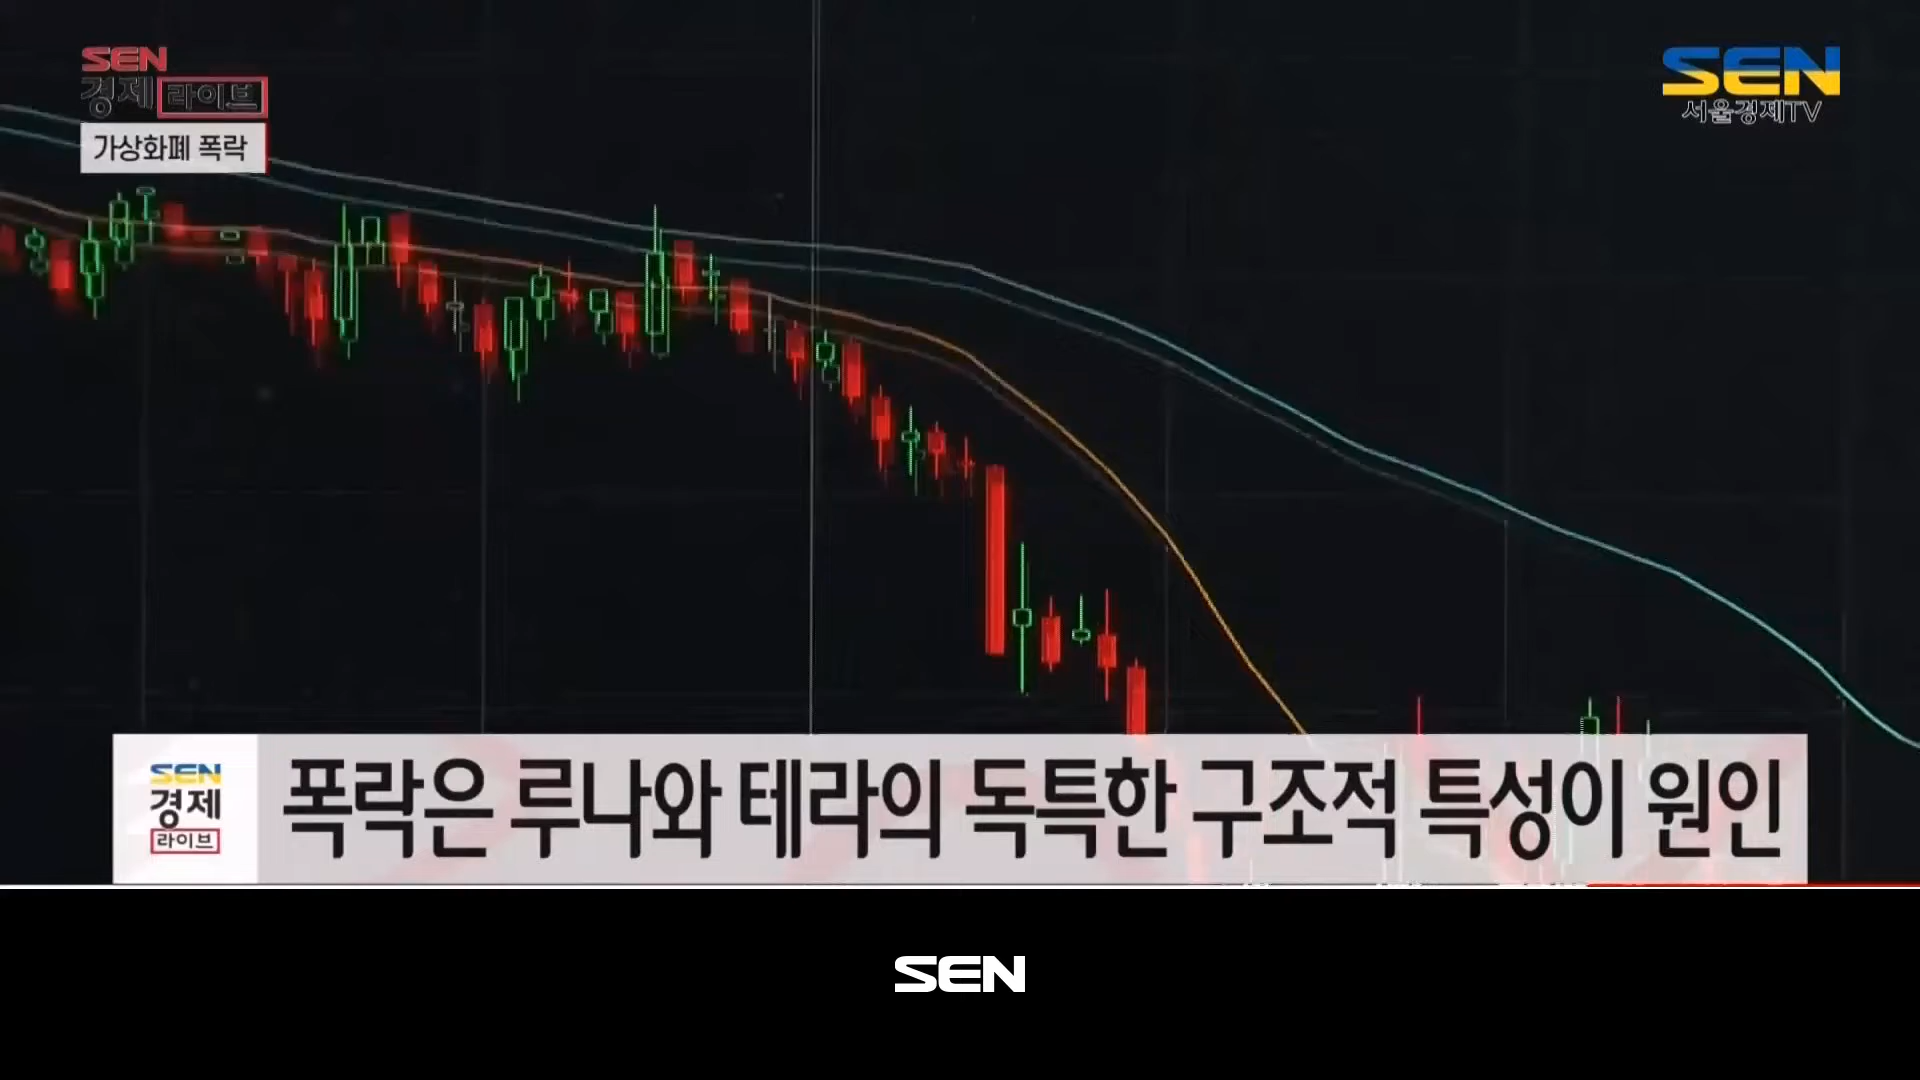 SEN
경제 라이브
가상화폐 폭락
SEN
서울경제TV
SEN
경제
라이브
폭락은 루나와 테라의 독특한 구조적 특성이 원인
SEN